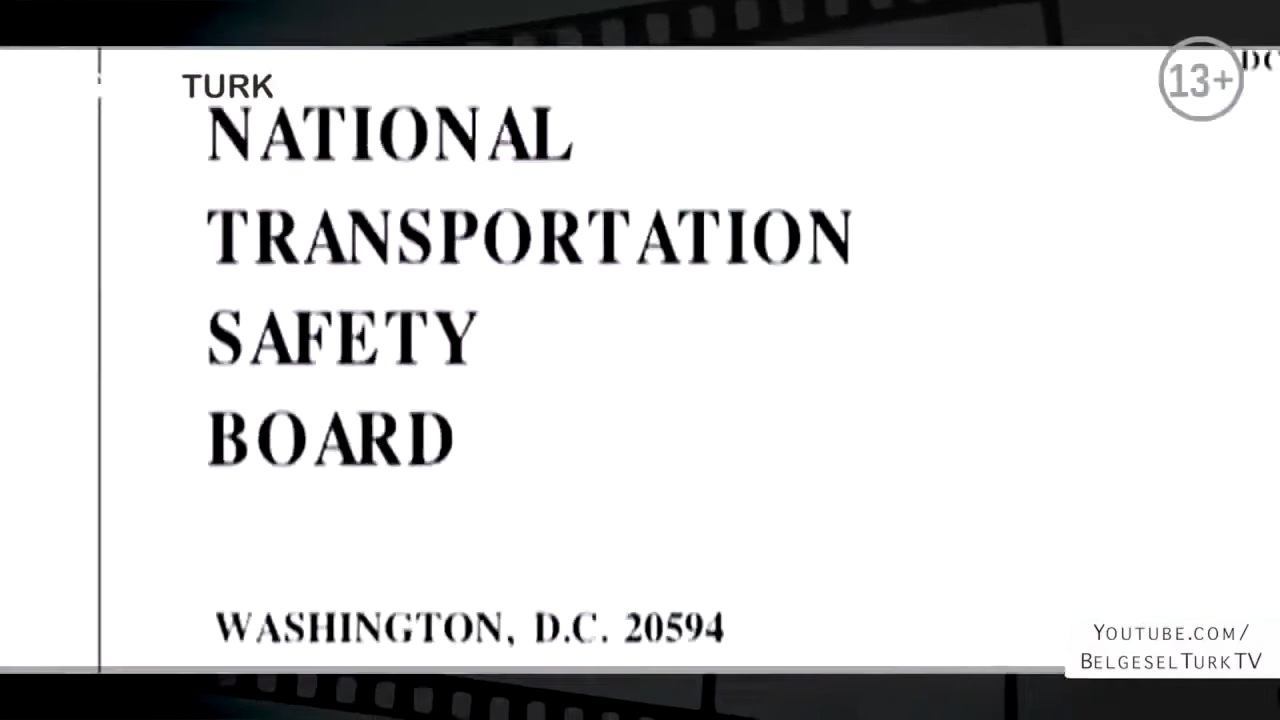 TURK
13+
NATIONAL
TRANSPORTATION
SAFETY
BOARD
WASHINGTON, D.C. 20594
YOUTUBE.COM/
BELGESELTURKTV